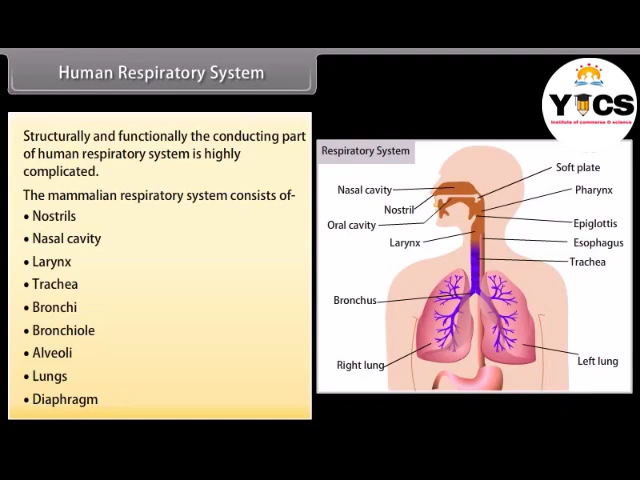 Human Respiratory System
YICS
Institute of commerce & science
Structurally and functionally the conducting part
of human respiratory system is highly
complicated.
The mammalian respiratory system consists of-
• Nostrils
• Nasal cavity
• Larynx
• Trachea
• Bronchi
• Bronchiole
• Alveoli
• Lungs
• Diaphragm
Respiratory System
Soft plate
Nasal cavity
Pharynx
Nostril
Oral cavity
Epiglottis
Larynx
Esophagus
Trachea
Bronchus
Right lung
Left lung